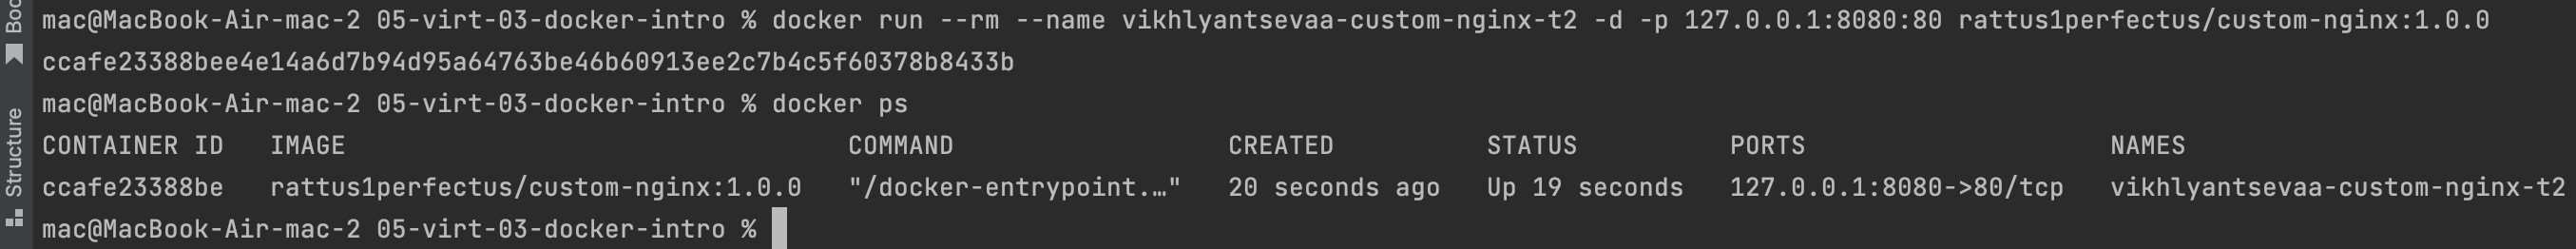 Boo
Structure
mac@MacBook-Air-mac-2 05-virt-03-docker-intro % docker run --rm --name vikhlyantsevaa-custom-nginx-t2 -d -p 127.0.0.1:8080:80 rattus1perfectus/custom-nginx:1.0.0
ccafe23388bee4e14a6d7b94d95a64763be46b60913ee2c7b4c5f60378b8433b
mac@MacBook-Air-mac-2 05-virt-03-docker-intro % docker ps
CONTAINER ID   IMAGE                                 COMMAND                  CREATED          STATUS          PORTS                    NAMES
ccafe23388be   rattus1perfectus/custom-nginx:1.0.0   "/docker-entrypoint.…"   20 seconds ago   Up 19 seconds   127.0.0.1:8080->80/tcp   vikhlyantsevaa-custom-nginx-t2
mac@MacBook-Air-mac-2 05-virt-03-docker-intro %